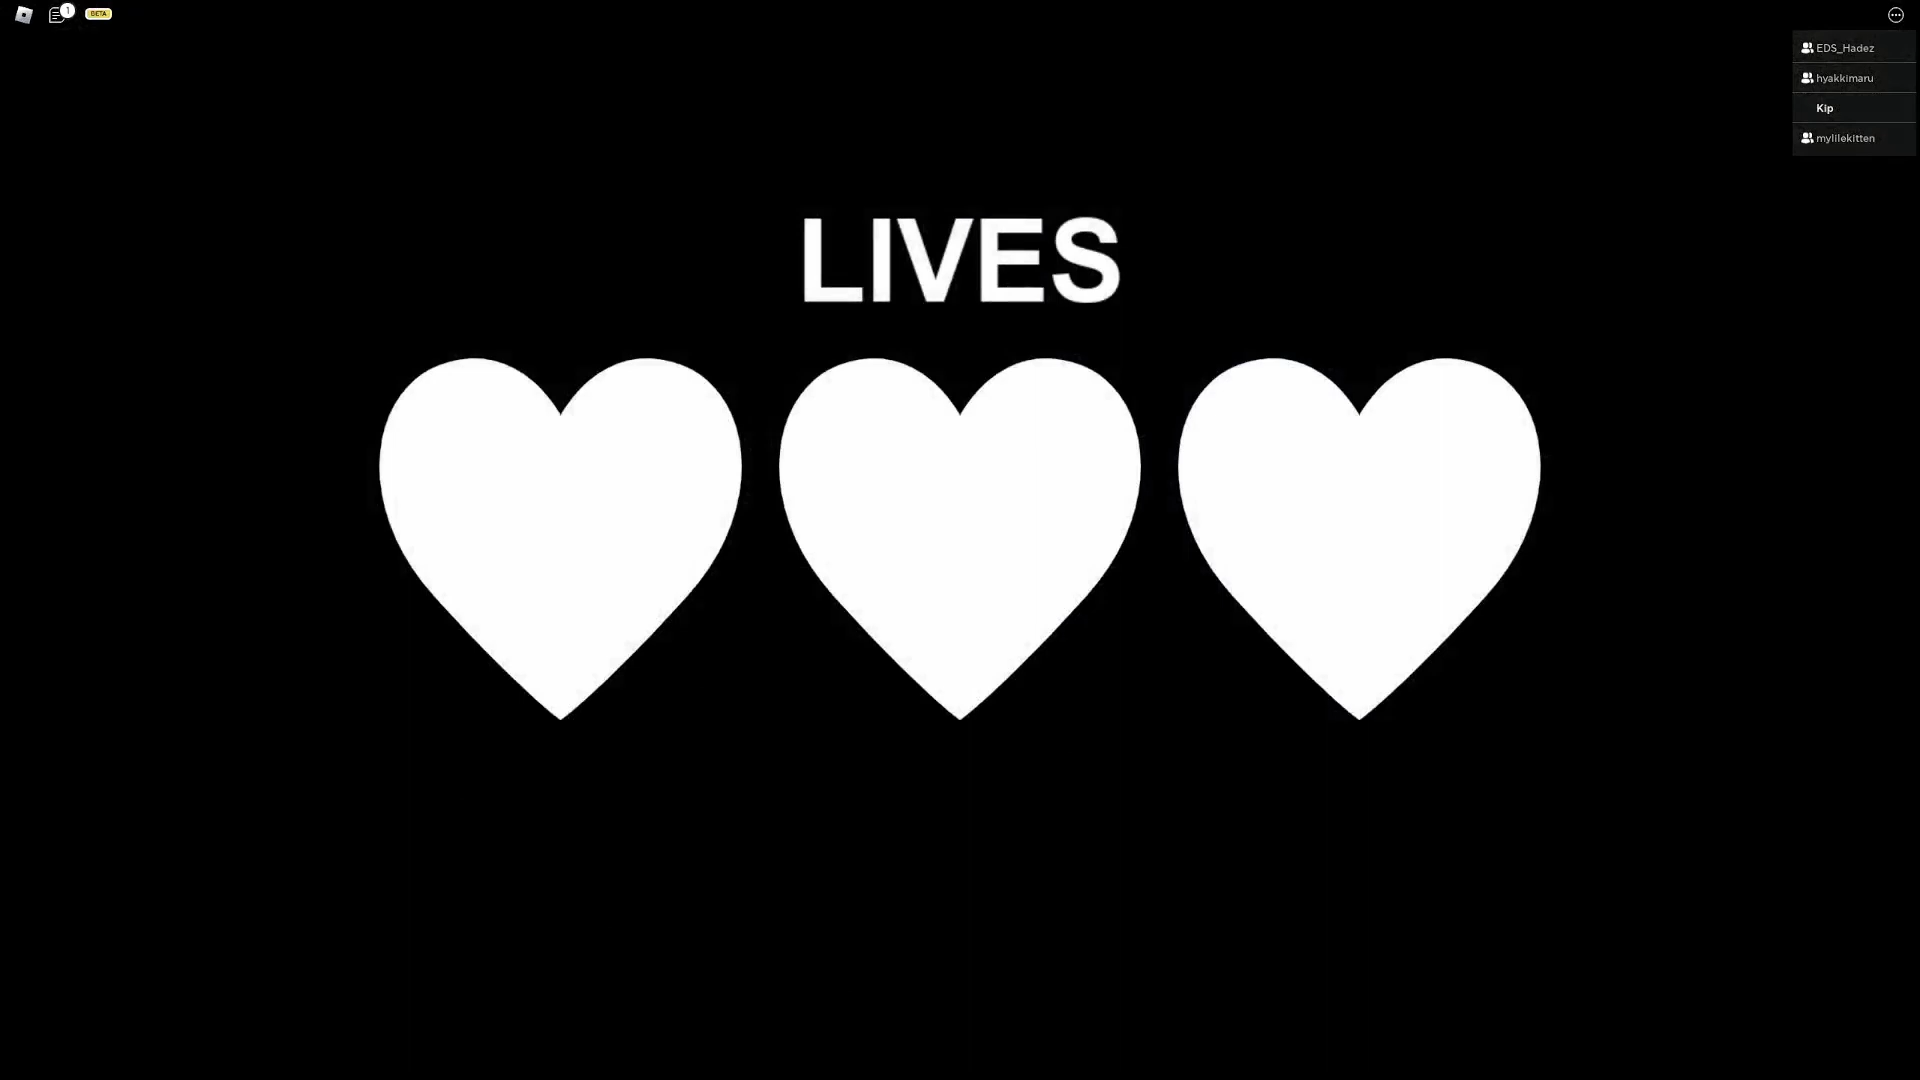 1
BETA
EDS_Hadez
hyakkimaru
Kip
mylilekitten
LIVES